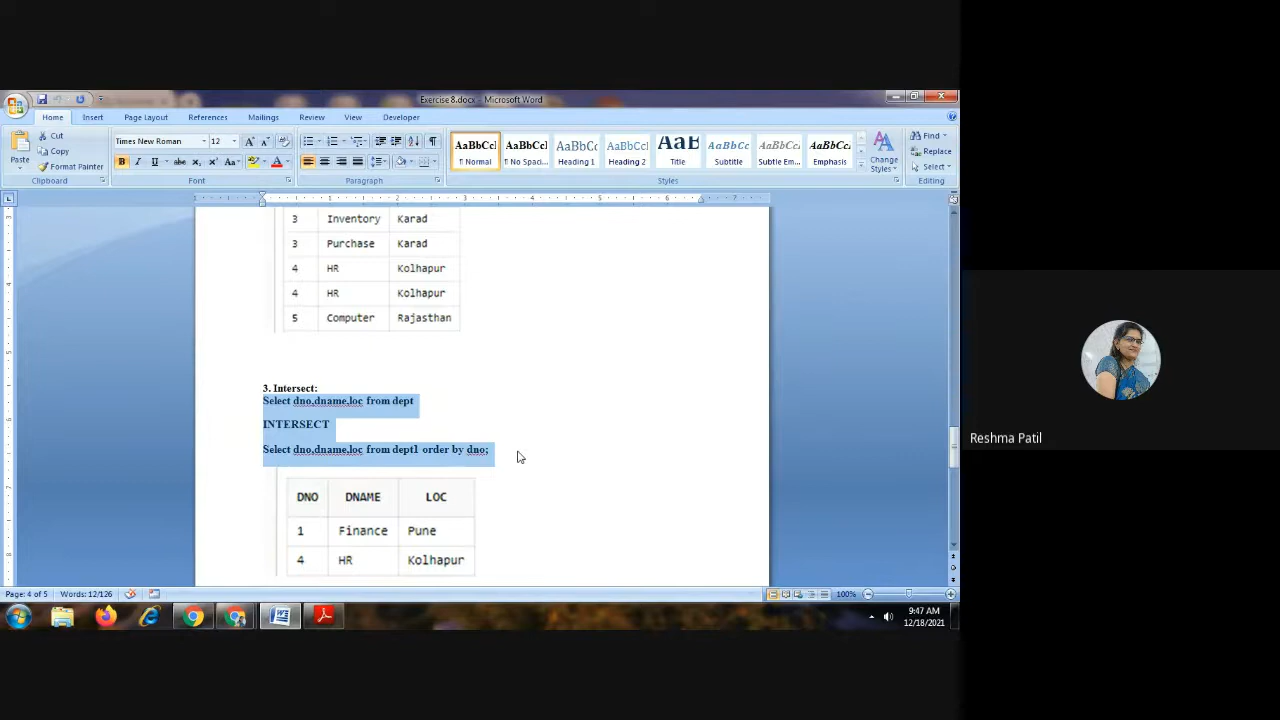 Exercise 8.docx - Microsoft Word
Home Insert Page Layout References Mailings Review View Developer
Paste
Cut
Copy
Format Painter
Clipboard
Times New Roman 12
Font
Paragraph
AaBbCcI AaBbCcI AaBbCc AaBbCc AaB AaBbCc AaBbCcI AaBbCcI
¶ Normal ¶ No Spaci... Heading 1 Heading 2 Title Subtitle Subtle Em... Emphasis
Change Styles
Styles
Find
Replace
Select
Editing
3 Inventory Karad
3 Purchase Karad
4 HR Kolhapur
4 HR Kolhapur
5 Computer Rajasthan
3. Intersect:
Select dno,dname,loc from dept
INTERSECT
Select dno,dname,loc from dept1 order by dno;
DNO DNAME LOC
1 Finance Pune
4 HR Kolhapur
Page: 4 of 5 Words: 12/126 100%
9:47 AM
12/18/2021
Reshma Patil